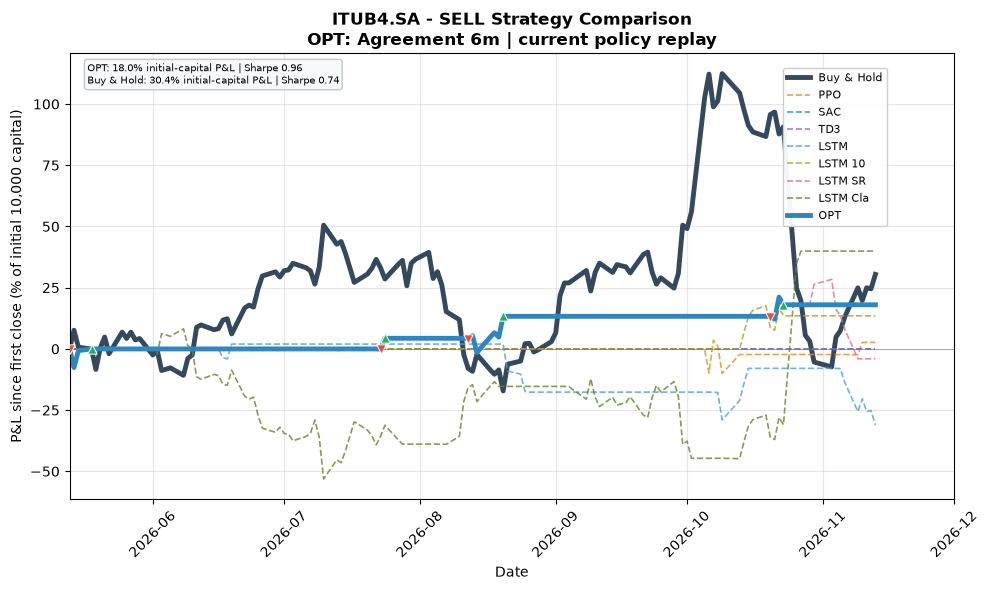 ITUB4.SA - SELL Strategy Comparison
OPT: Agreement 6m | current policy replay
OPT: 18.0% initial-capital P&L | Sharpe 0.96
Buy & Hold: 30.4% initial-capital P&L | Sharpe 0.74
Buy & Hold
PPO
SAC
TD3
LSTM
LSTM 10
LSTM SR
LSTM Cla
OPT
P&L since first close (% of initial 10,000 capital)
100
75
50
25
0
−25
−50
2026-06
2026-07
2026-08
2026-09
2026-10
2026-11
2026-12
Date